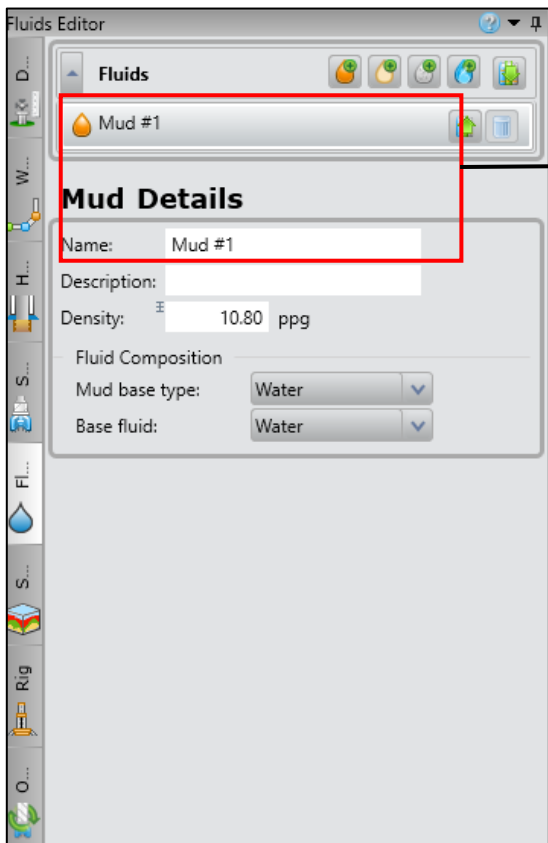 Fluids Editor
D...
W...
H...
S...
Fl...
S...
Rig
O...
Fluids
Mud #1
Mud Details
Name: Mud #1
Description:
Density: 10.80 ppg
Fluid Composition
Mud base type: Water
Base fluid: Water